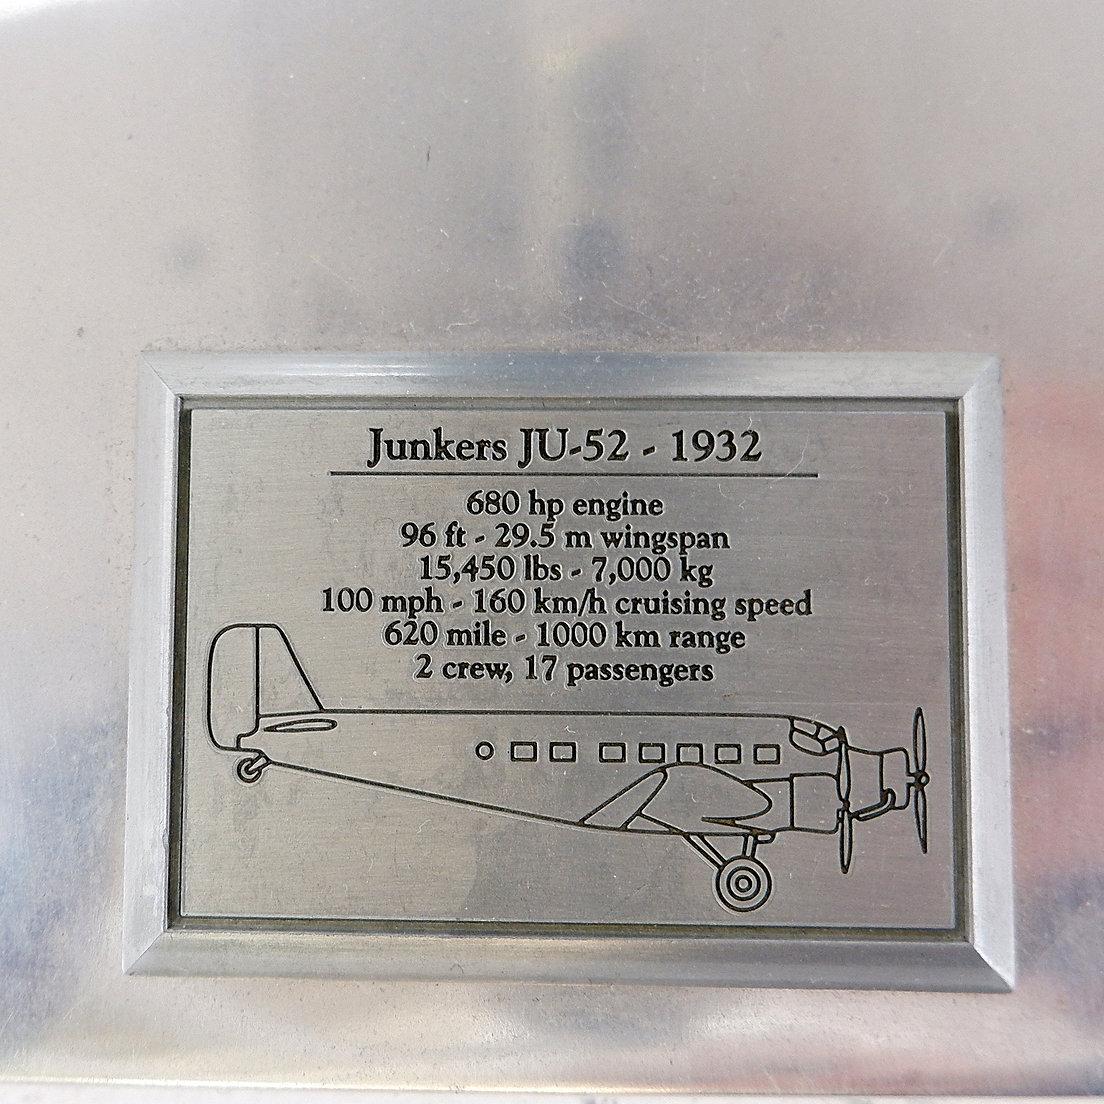 Junkers JU-52 - 1932
680 hp engine
96 ft - 29.5 m wingspan
15,450 lbs - 7,000 kg
100 mph - 160 km/h cruising speed
620 mile - 1000 km range
2 crew, 17 passengers